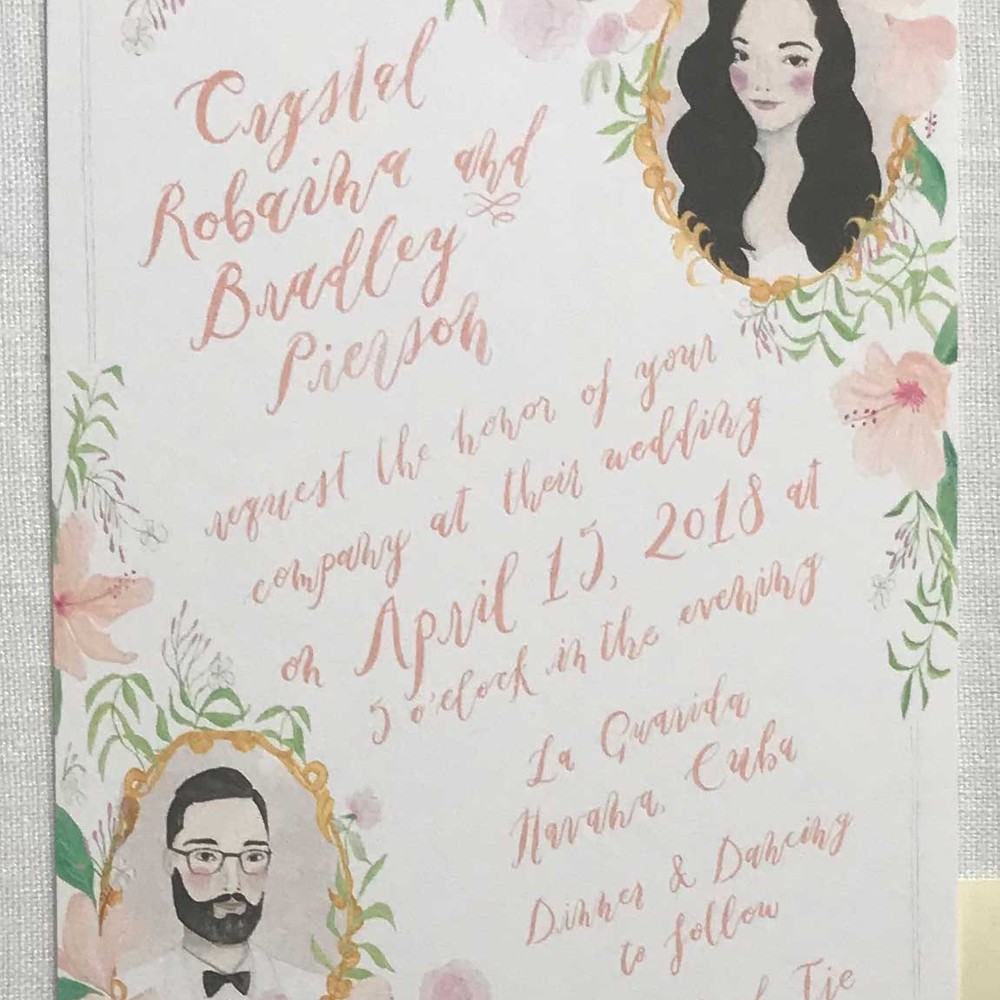 Crystal
Robaina and
Bradley
Pierson
request the honor of your
company at their wedding
on April 15, 2018 at
5 o'clock in the evening
La Guarida
Havana, Cuba
Dinner & Dancing
to follow
Tie